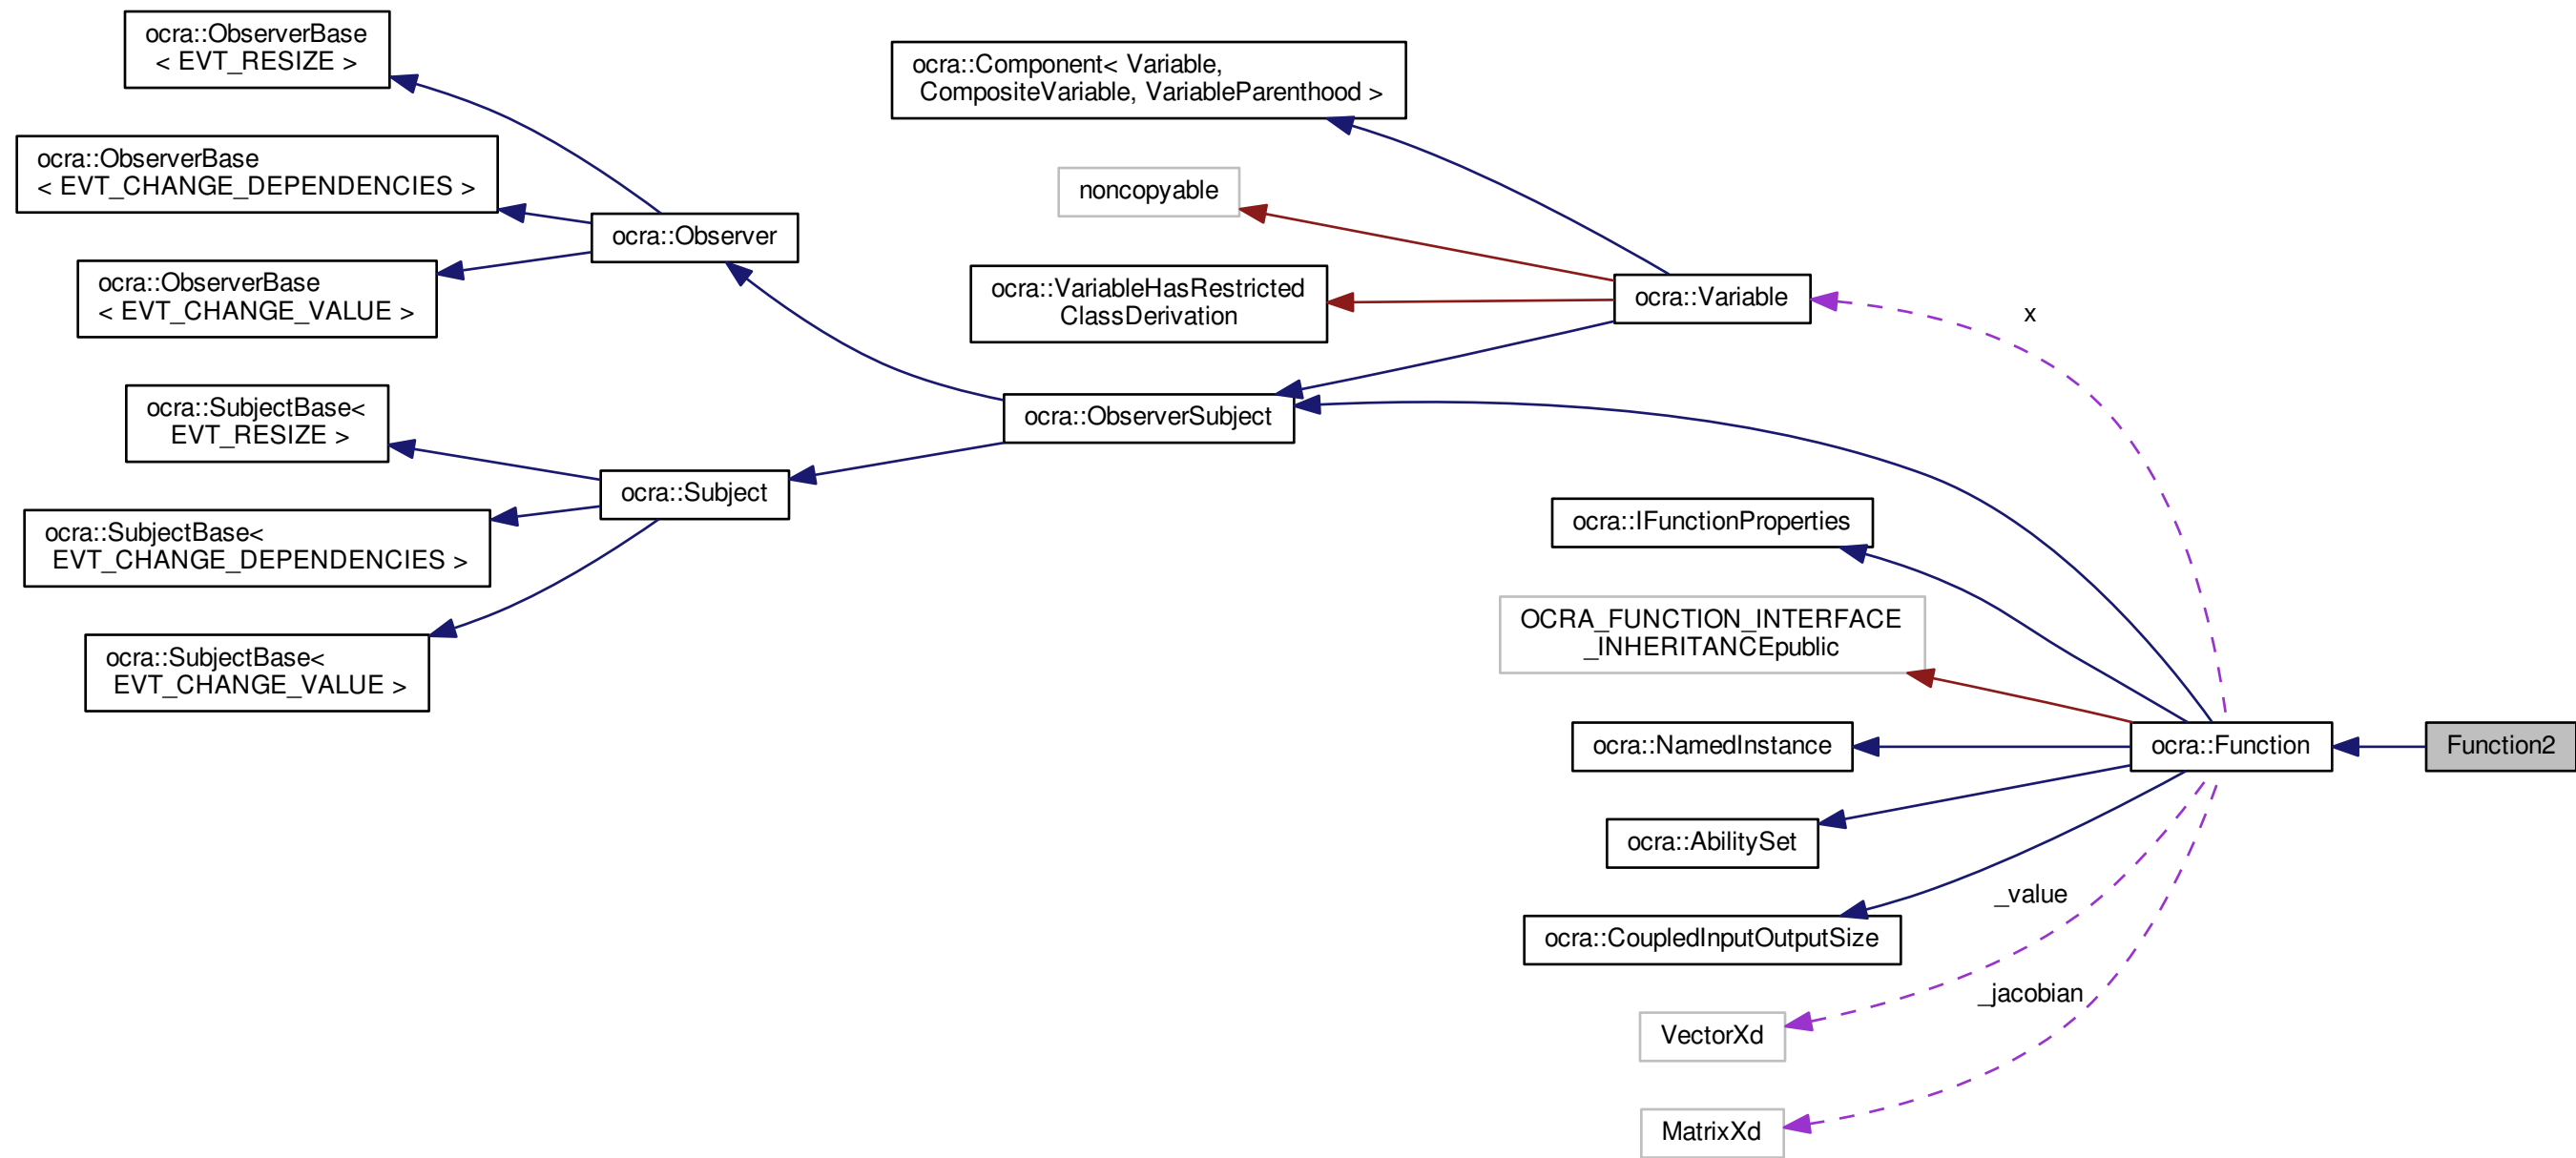 ocra::ObserverBase
< EVT_RESIZE >
ocra::ObserverBase
< EVT_CHANGE_DEPENDENCIES >
ocra::ObserverBase
< EVT_CHANGE_VALUE >
ocra::SubjectBase<
EVT_RESIZE >
ocra::SubjectBase<
EVT_CHANGE_DEPENDENCIES >
ocra::SubjectBase<
EVT_CHANGE_VALUE >
ocra::Observer
ocra::Subject
ocra::Component< Variable,
CompositeVariable, VariableParenthood >
noncopyable
ocra::VariableHasRestricted
ClassDerivation
ocra::ObserverSubject
ocra::Variable
x
ocra::IFunctionProperties
OCRA_FUNCTION_INTERFACE
_INHERITANCEpublic
ocra::NamedInstance
ocra::AbilitySet
ocra::CoupledInputOutputSize
VectorXd
MatrixXd
_value
_jacobian
ocra::Function
Function2